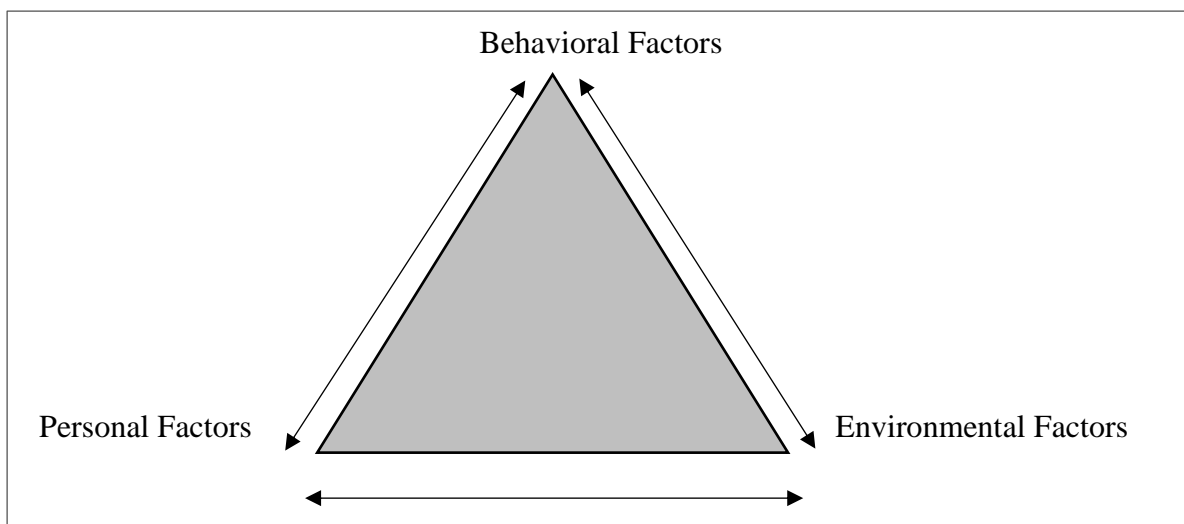 Behavioral Factors
Personal Factors
Environmental Factors